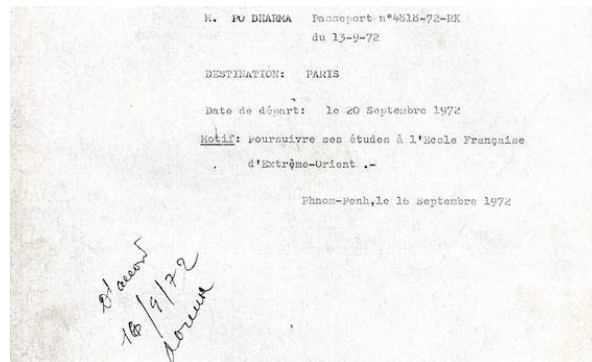 M. PO DHARMA Passeport n°4818-72-RK
du 13-9-72
DESTINATION: PARIS
Date de départ: le 20 Septembre 1972
Motif: Poursuivre ses études à l'Ecole Française
d'Extrême-Orient .-
Phnom-Penh,le 16 Septembre 1972
D'accord
16/9/72